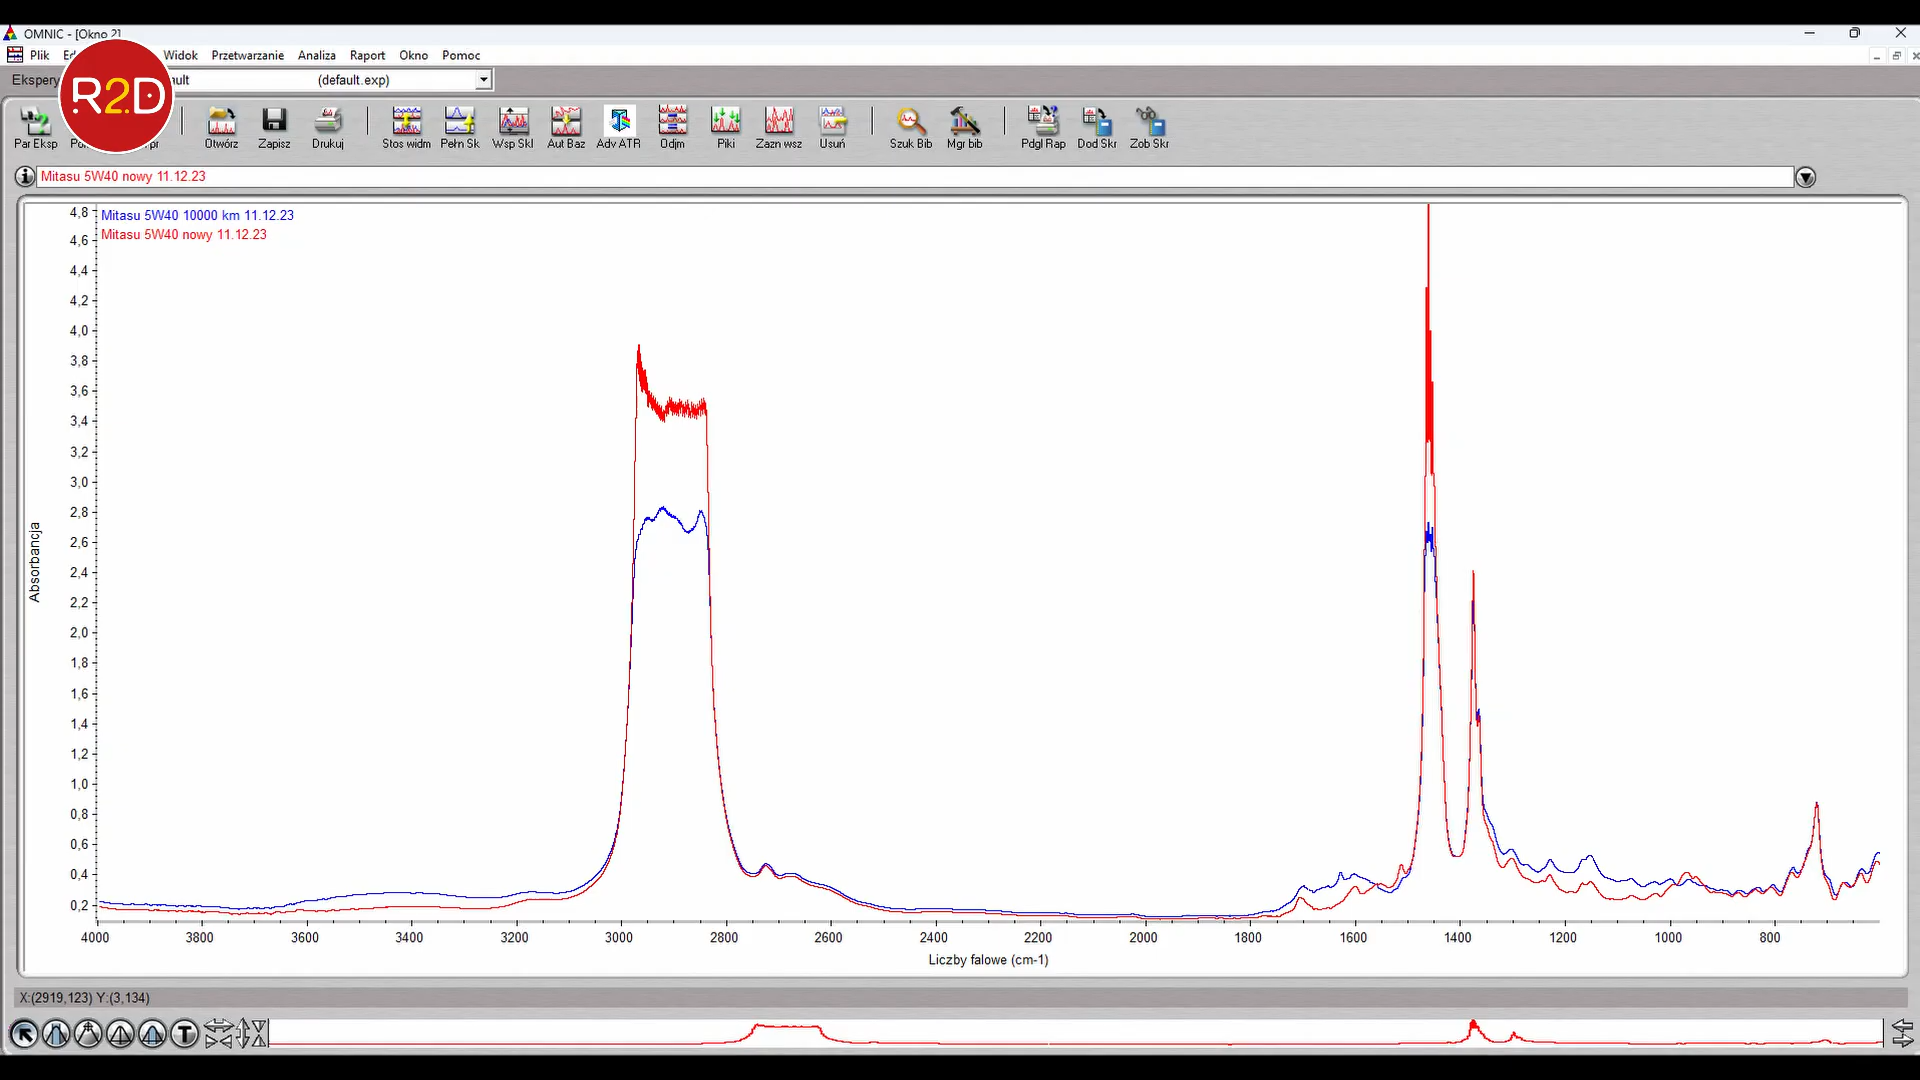 OMNIC - [Okno 2]
Plik Widok Przetwarzanie Analiza Raport Okno Pomoc
(default.exp)
R2D
Par Eksp Otwórz Zapisz Drukuj Stos widm Pełn Sk Wsp Skl Aut Baz Adv ATR Odjm Piki Zazn wsz Usuń Szuk Bib Mgr bib Pdgl Rap Dod Skr Zob Skr
Mitasu 5W40 nowy 11.12.23
Mitasu 5W40 10000 km 11.12.23
Mitasu 5W40 nowy 11.12.23
4,8
4,6
4,4
4,2
4,0
3,8
3,6
3,4
3,2
3,0
2,8
2,6
2,4
2,2
2,0
1,8
1,6
1,4
1,2
1,0
0,8
0,6
0,4
0,2
Absorbancja
4000 3800 3600 3400 3200 3000 2800 2600 2400 2200 2000 1800 1600 1400 1200 1000 800
Liczby falowe (cm-1)
X:(2919,123) Y:(3,134)
T